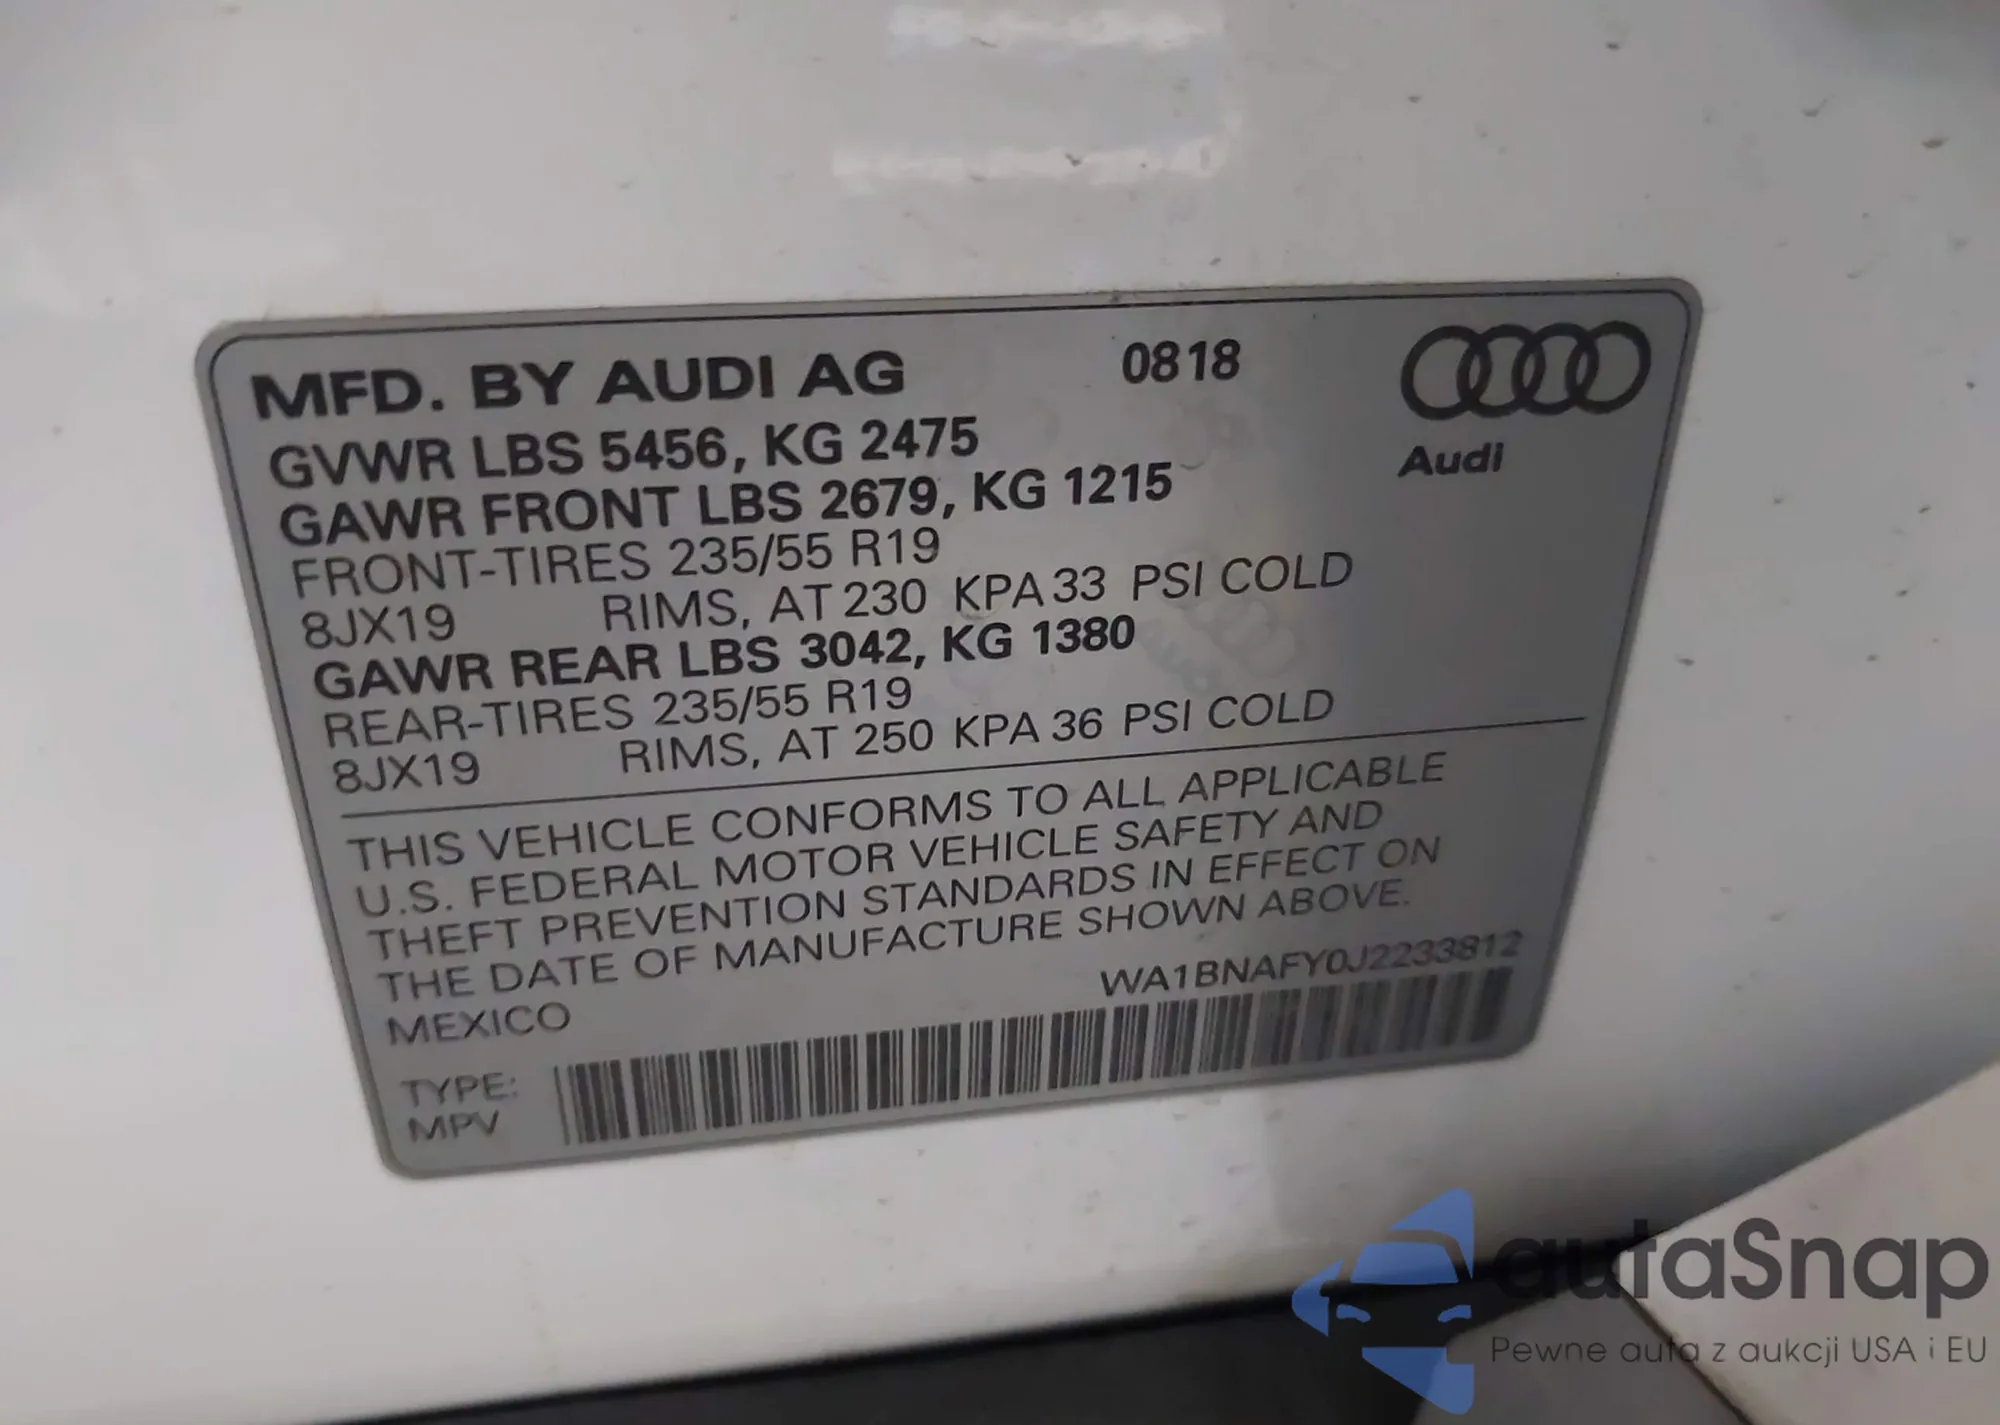 MFD. BY AUDI AG 0818
GVWR LBS 5456, KG 2475
GAWR FRONT LBS 2679, KG 1215
Audi
FRONT-TIRES 235/55 R19
8JX19 RIMS, AT 230 KPA 33 PSI COLD
GAWR REAR LBS 3042, KG 1380
REAR-TIRES 235/55 R19
8JX19 RIMS, AT 250 KPA 36 PSI COLD
THIS VEHICLE CONFORMS TO ALL APPLICABLE
U.S. FEDERAL MOTOR VEHICLE SAFETY AND
THEFT PREVENTION STANDARDS IN EFFECT ON
THE DATE OF MANUFACTURE SHOWN ABOVE.
MEXICO WA1BNAFY0J2233812
TYPE:
MPV
autaSnap
Pewne auta z aukcji USA i EU